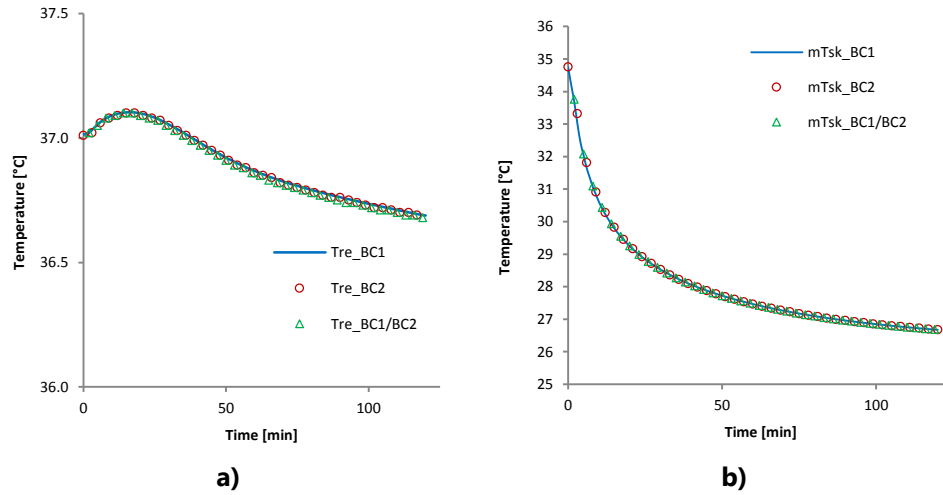 37.5
37.0
36.5
36.0
Temperature [°C]
0
50
100
Time [min]
Tre_BC1
Tre_BC2
Tre_BC1/BC2
a)
36
35
34
33
32
31
30
29
28
27
26
25
24
Temperature [°C]
0
50
100
Time [min]
mTsk_BC1
mTsk_BC2
mTsk_BC1/BC2
b)